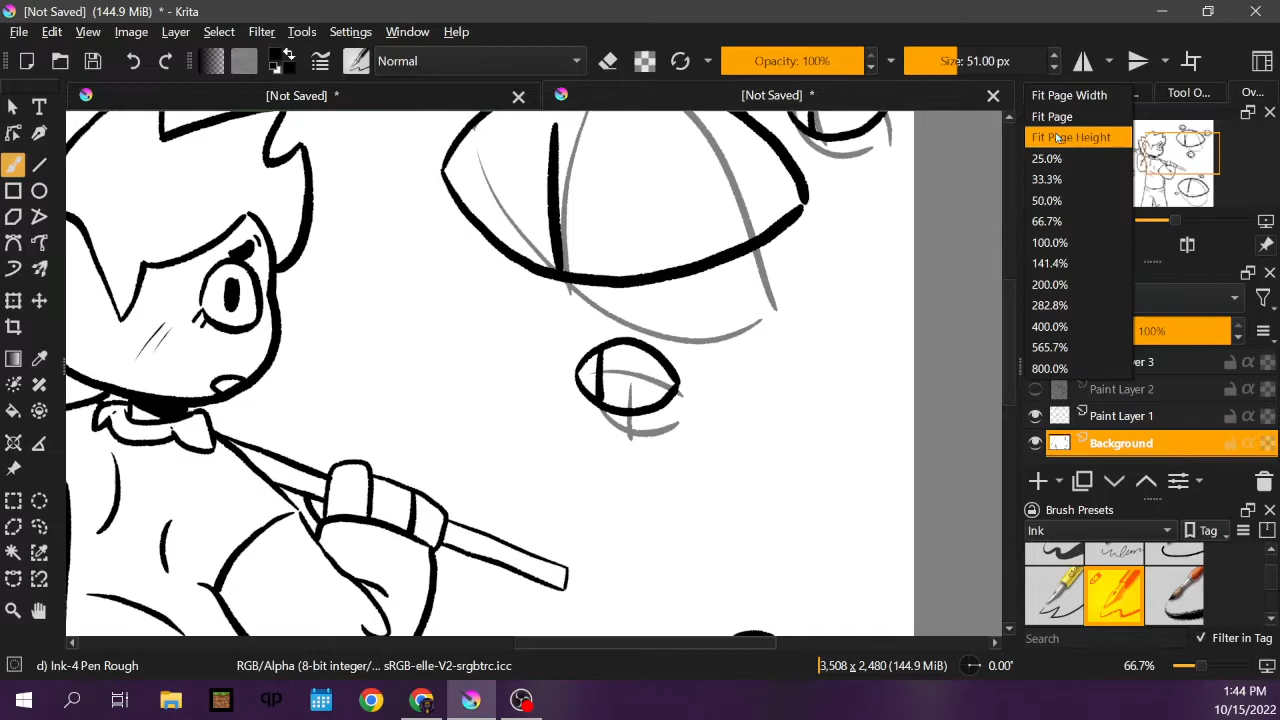 [Not Saved] (144.9 MiB) * - Krita
File Edit View Image Layer Select Filter Tools Settings Window Help
Normal Opacity: 100% Size: 51.00 px
[Not Saved] * [Not Saved] * ... Tool O... Ov...
Fit Page Width
Fit Page
Fit Page Height
25.0%
33.3%
50.0%
66.7%
100.0%
141.4%
200.0%
282.8%
400.0%
565.7%
800.0%
100%
3
Paint Layer 2
Paint Layer 1
Background
Brush Presets
Ink Tag
Search Filter in Tag
d) Ink-4 Pen Rough RGB/Alpha (8-bit integer/... sRGB-elle-V2-srgbtrc.icc 3,508 x 2,480 (144.9 MiB) 0.00° 66.7%
qp
1:44 PM
10/15/2022